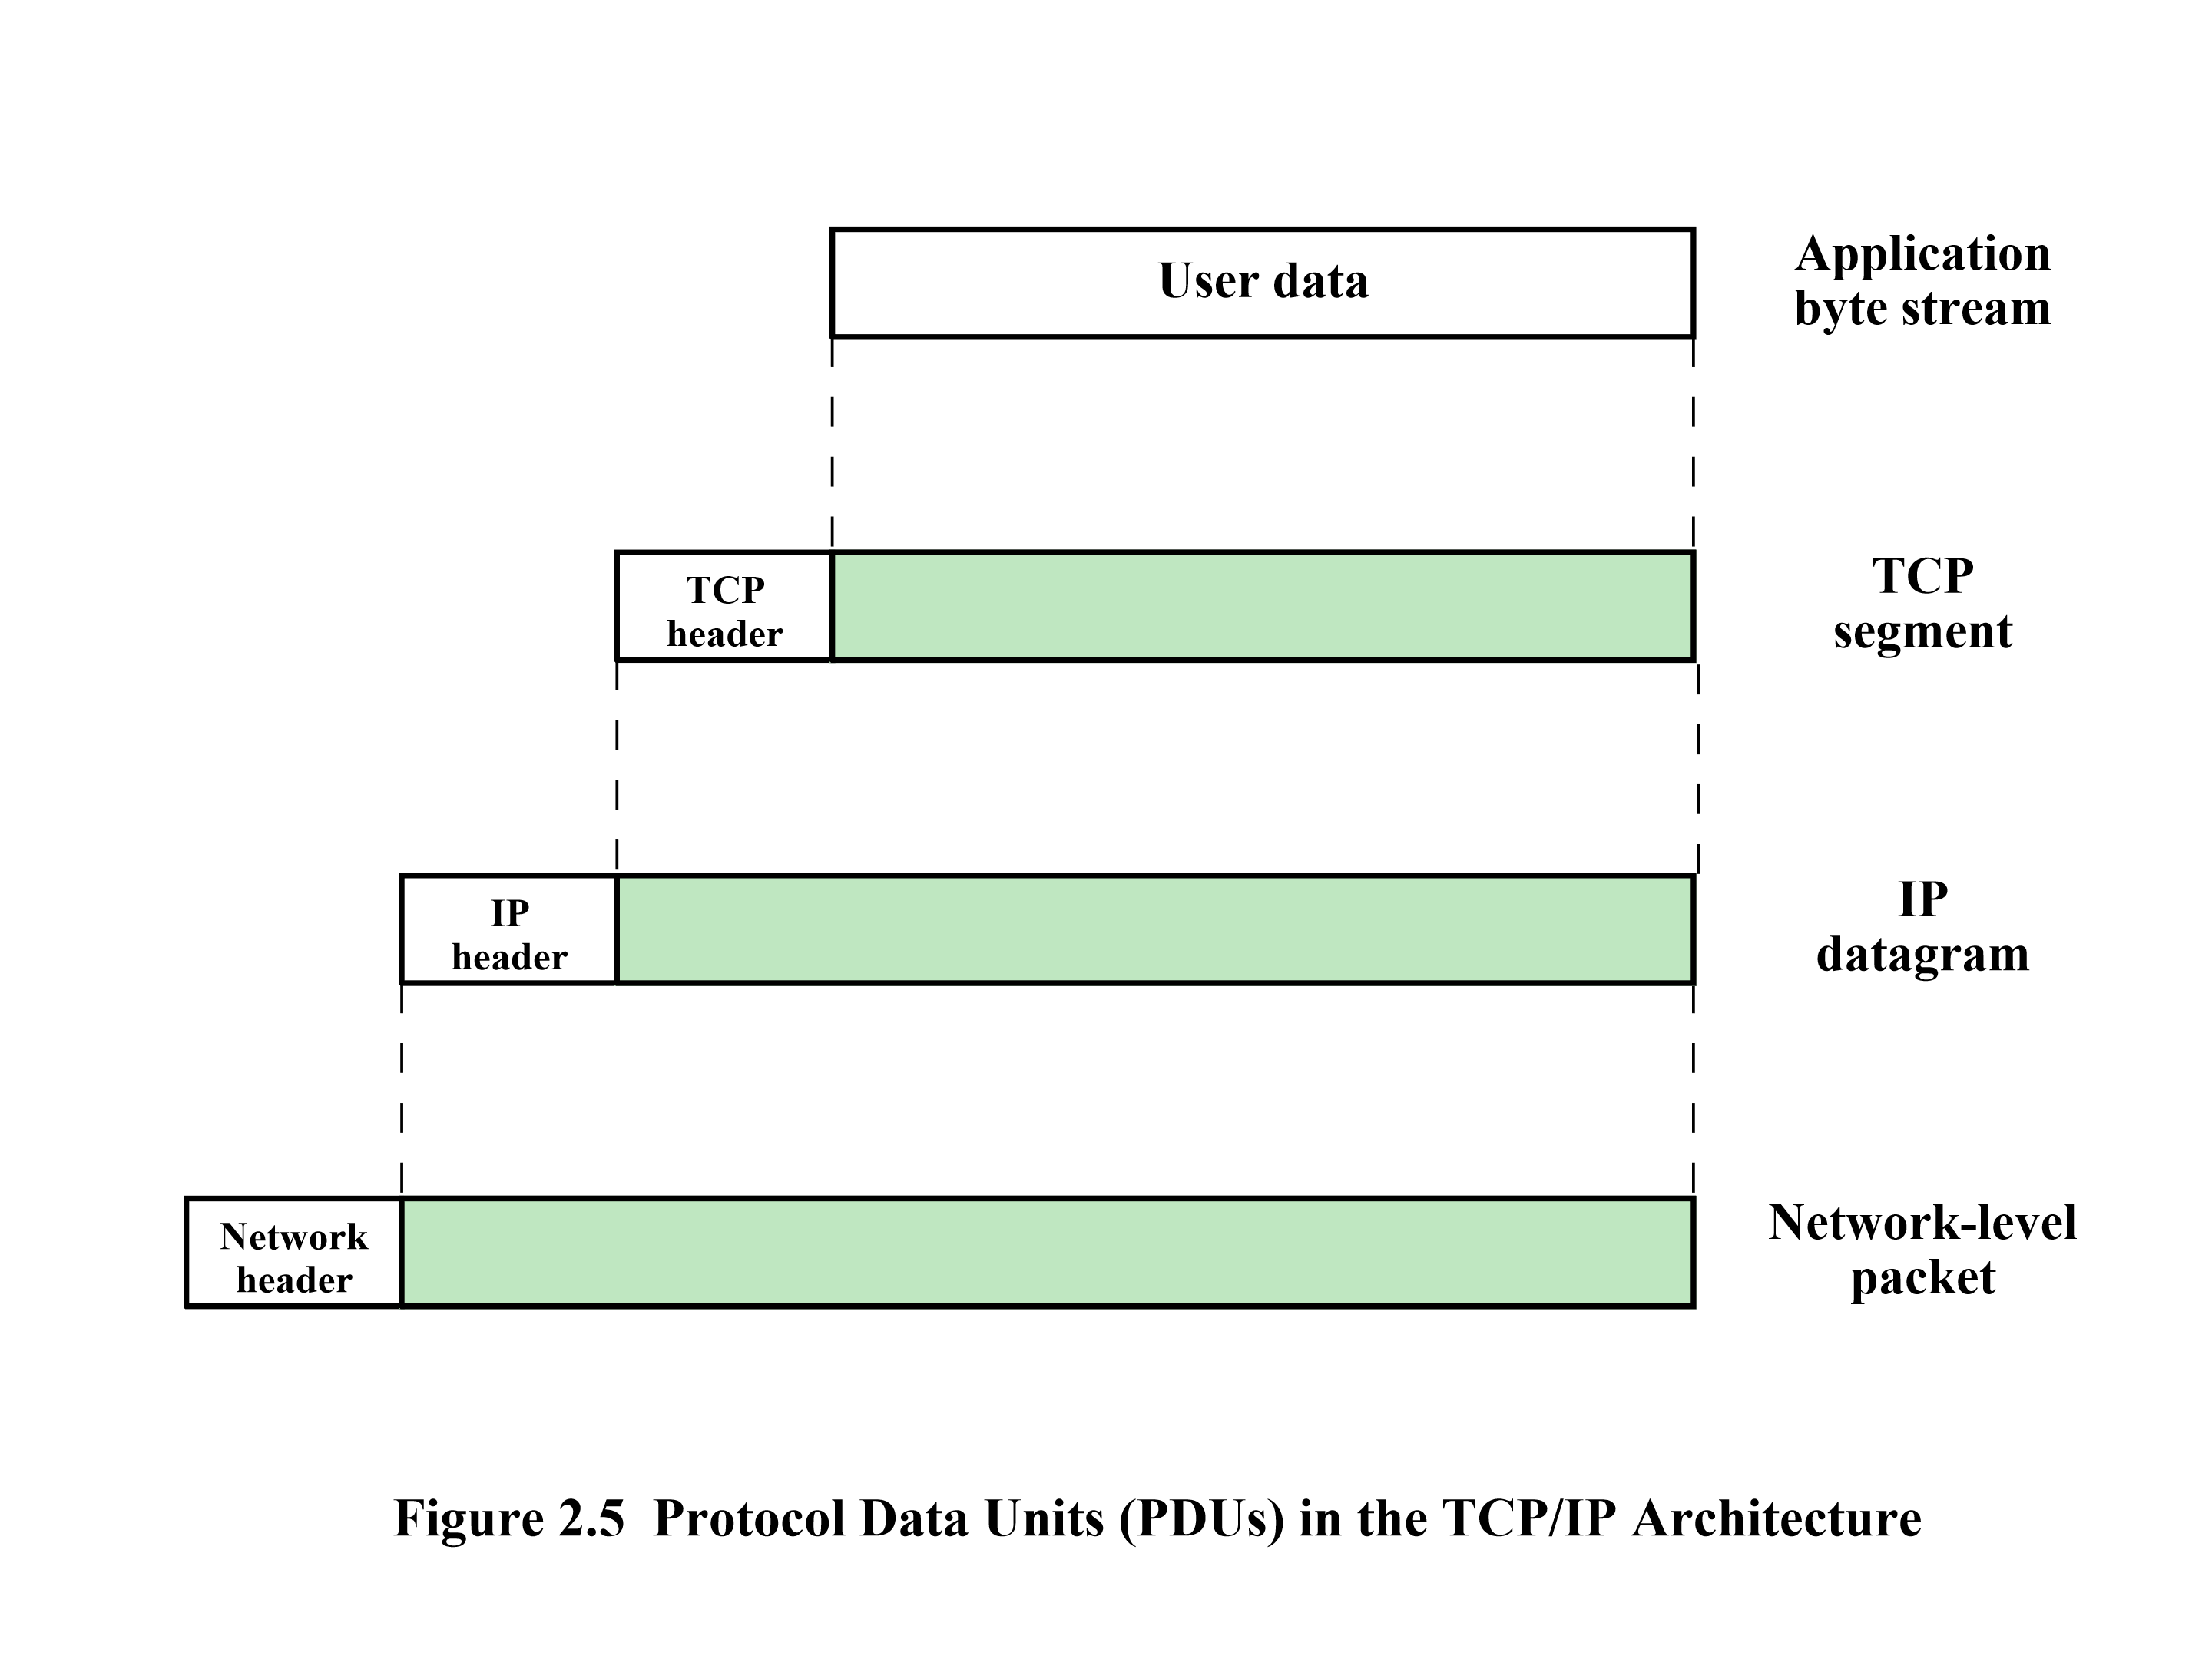 User data
Application
byte stream
TCP
header
TCP
segment
IP
header
IP
datagram
Network
header
Network-level
packet
Figure 2.5  Protocol Data Units (PDUs) in the TCP/IP Architecture